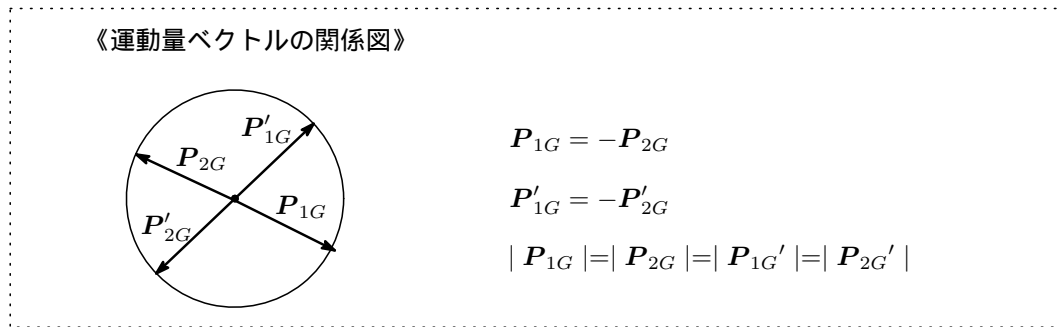 《運動量ベクトルの関係図》
P′1G
P2G
P1G
P′2G
P1G = −P2G
P′1G = −P′2G
| P1G |=| P2G |=| P1G′ |=| P2G′ |